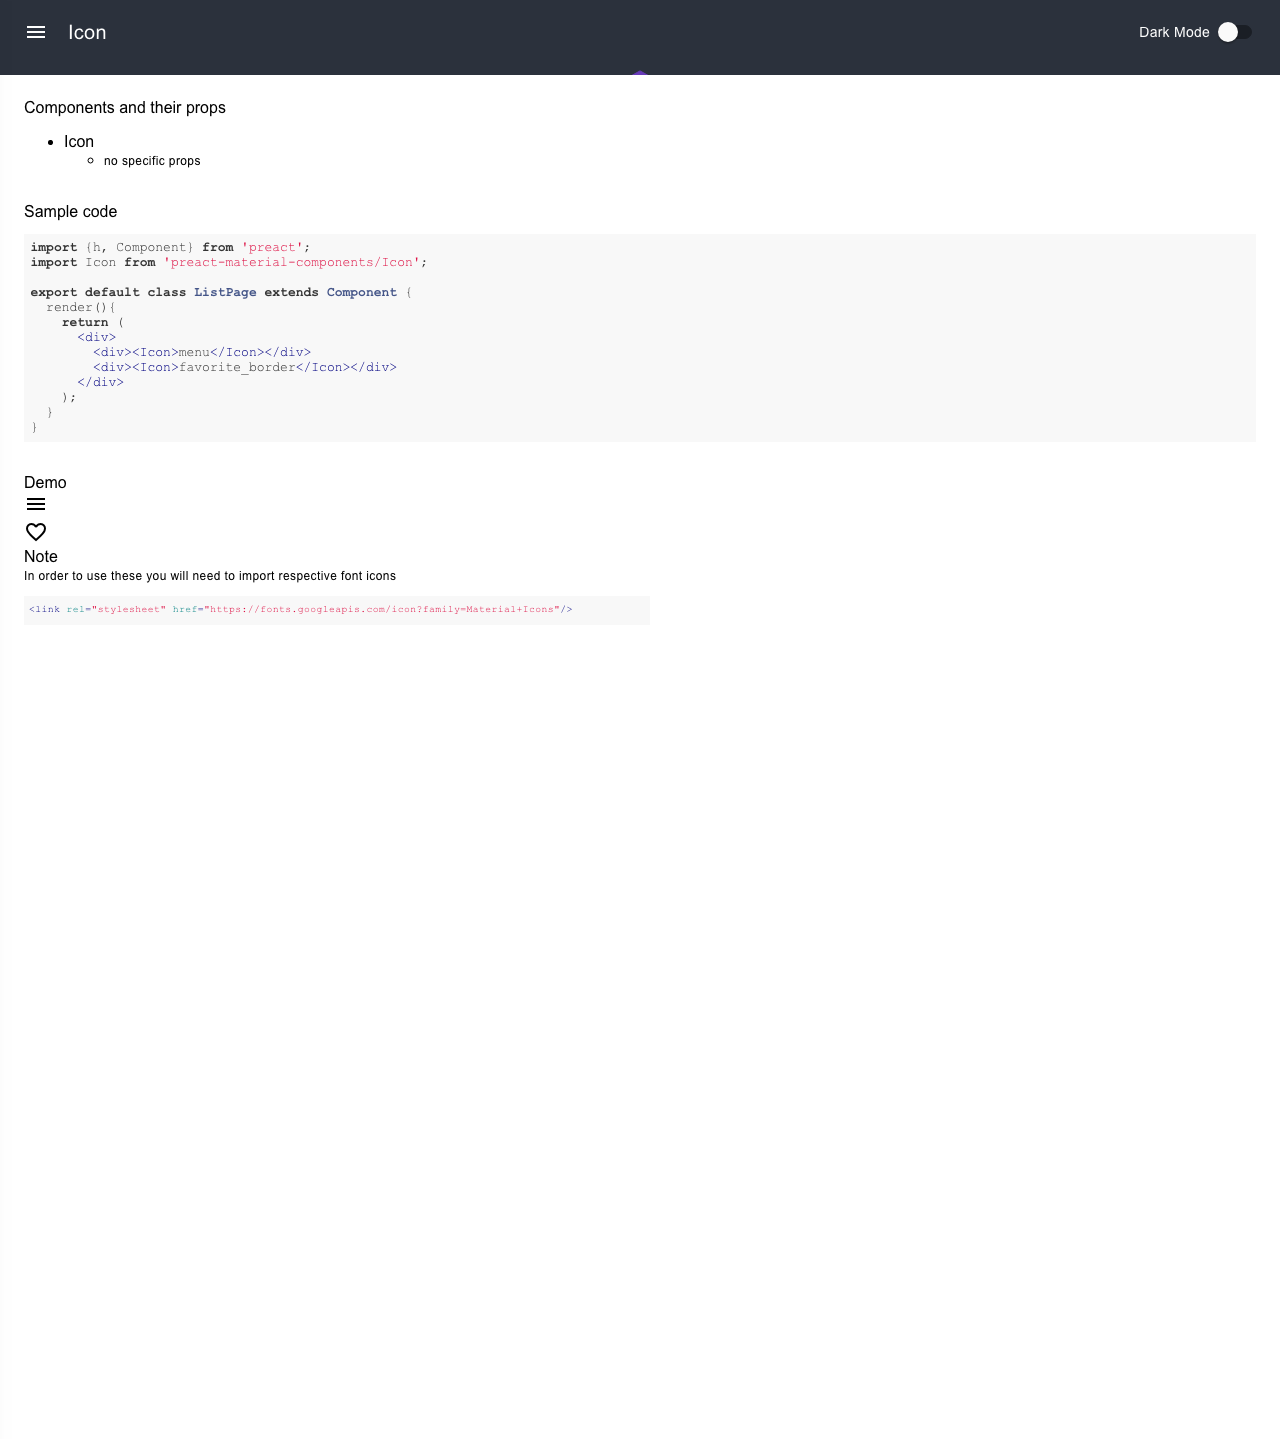 Icon
Dark Mode
Components and their props
Icon
no specific props
Sample code
import {h, Component} from 'preact';
import Icon from 'preact-material-components/Icon';
export default class ListPage extends Component {
render(){
return (
<div>
<div><Icon>menu</Icon></div>
<div><Icon>favorite_border</Icon></div>
</div>
);
}
}
Demo
Note
In order to use these you will need to import respective font icons
<link rel="stylesheet" href="https://fonts.googleapis.com/icon?family=Material+Icons"/>